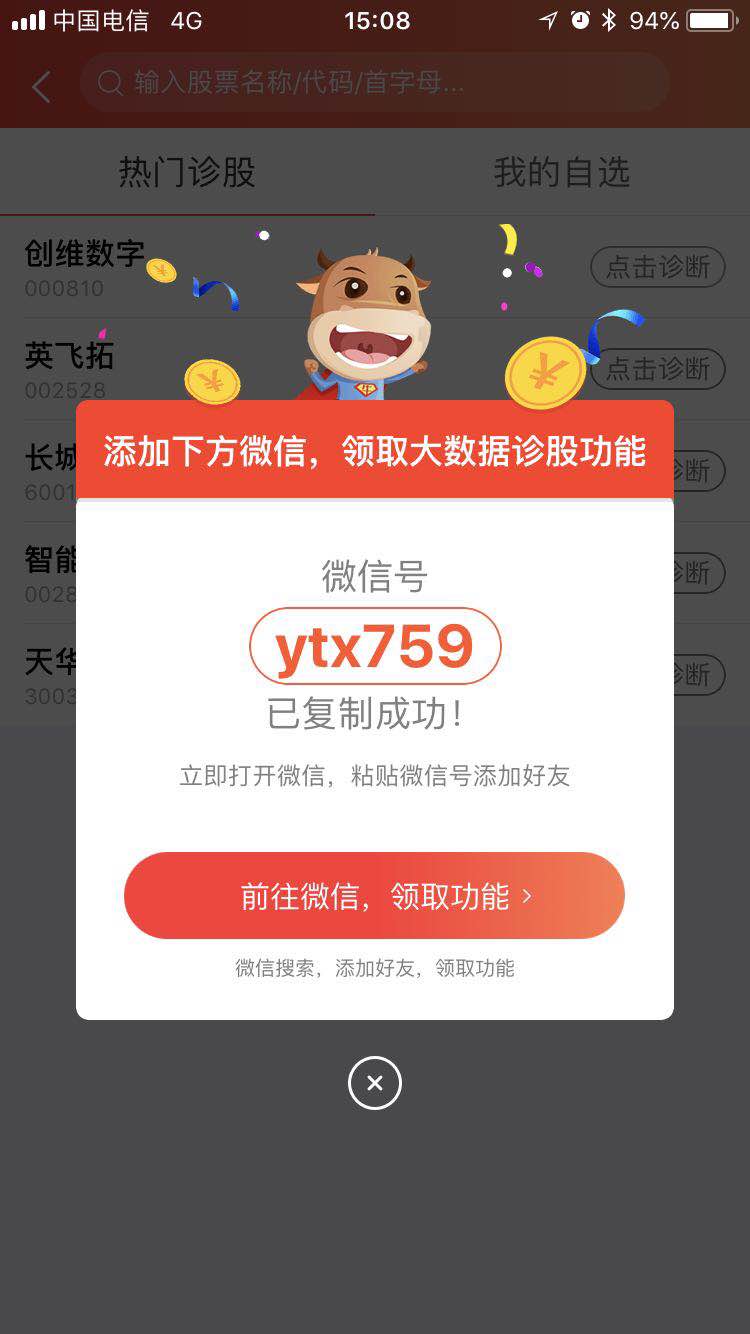 中国电信 4G 15:08 94%
输入股票名称/代码/首字母...
热门诊股 我的自选
创维数字
000810
点击诊断
英飞拓
002528
点击诊断
添加下方微信，领取大数据诊股功能
长城
6001
诊断
智能
0028
诊断
天华
3003
诊断
微信号
ytx759
已复制成功！
立即打开微信，粘贴微信号添加好友
前往微信，领取功能 >
微信搜索，添加好友，领取功能